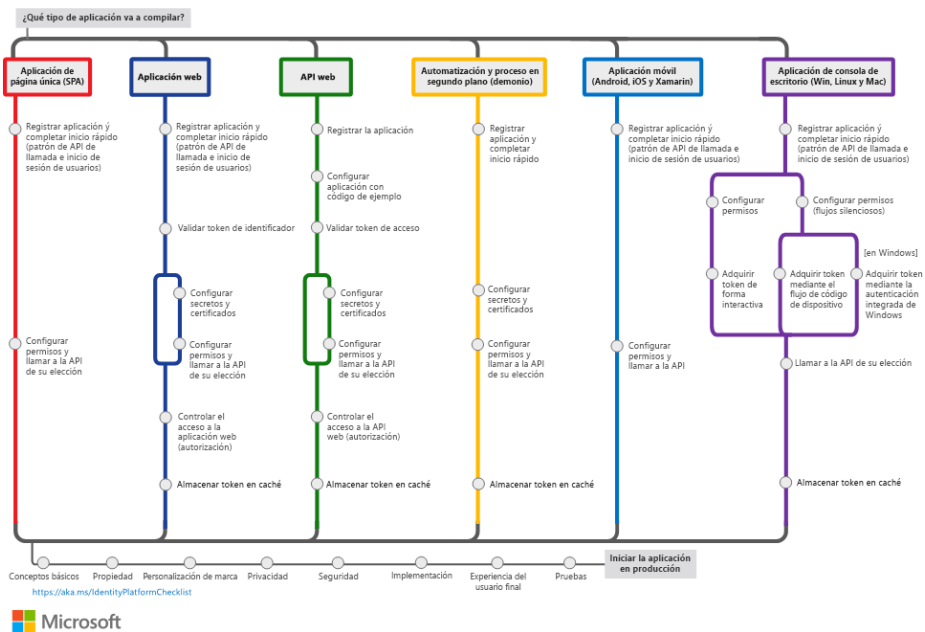 ¿Qué tipo de aplicación va a compilar?
Aplicación de
página única (SPA)
Aplicación web
API web
Automatización y proceso en
segundo plano (demonio)
Aplicación móvil
(Android, iOS y Xamarin)
Aplicación de consola de
escritorio (Win, Linux y Mac)
Registrar aplicación y
completar inicio rápido
(patrón de API de
llamada e inicio de
sesión de usuarios)
Configurar
permisos y
llamar a la API
de su elección
Registrar aplicación y
completar inicio rápido
(patrón de API de
llamada e inicio de
sesión de usuarios)
Validar token de identificador
Configurar
secretos y
certificados
Configurar
permisos y
llamar a la API
de su elección
Controlar el
acceso a la
aplicación web
(autorización)
Almacenar token en caché
Registrar la aplicación
Configurar
aplicación con
código de ejemplo
Validar token de acceso
Configurar
secretos y
certificados
Configurar
permisos y
llamar a la API
de su elección
Controlar el
acceso a la API
web (autorización)
Almacenar token en caché
Registrar
aplicación y
completar
inicio rápido
Configurar
secretos y
certificados
Configurar
permisos y
llamar a la API
de su elección
Almacenar token en caché
Registrar aplicación y
completar inicio rápido
(patrón de API de llamada e
inicio de sesión de usuarios)
Configurar
permisos y
llamar a la API
Registrar aplicación y
completar inicio rápido
(patrón de API de llamada e
inicio de sesión de usuarios)
Configurar
permisos
Configurar permisos
(flujos silenciosos)
[en Windows]
Adquirir
token de
forma
interactiva
Adquirir token
mediante el
flujo de código
de dispositivo
Adquirir token
mediante la
autenticación
integrada de
Windows
Llamar a la API de su elección
Almacenar token en caché
Iniciar la aplicación
en producción
Conceptos básicos
Propiedad
Personalización de marca
Privacidad
Seguridad
Implementación
Experiencia del
usuario final
Pruebas
https://aka.ms/IdentityPlatformChecklist
Microsoft